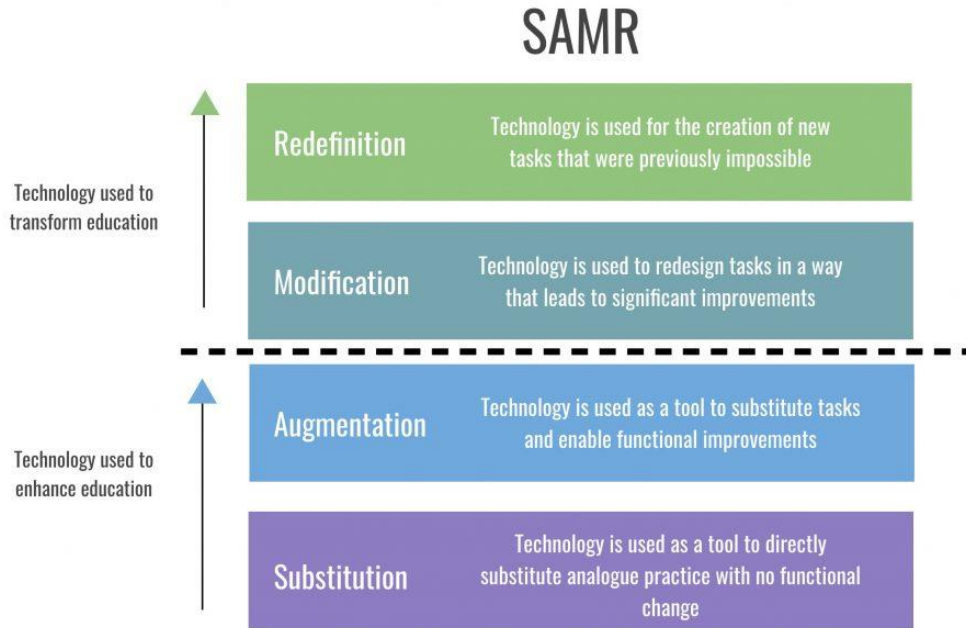 SAMR
Redefinition
Technology is used for the creation of new
tasks that were previously impossible
Technology used to
transform education
Modification
Technology is used to redesign tasks in a way
that leads to significant improvements
Augmentation
Technology is used as a tool to substitute tasks
and enable functional improvements
Technology used to
enhance education
Substitution
Technology is used as a tool to directly
substitute analogue practice with no functional
change